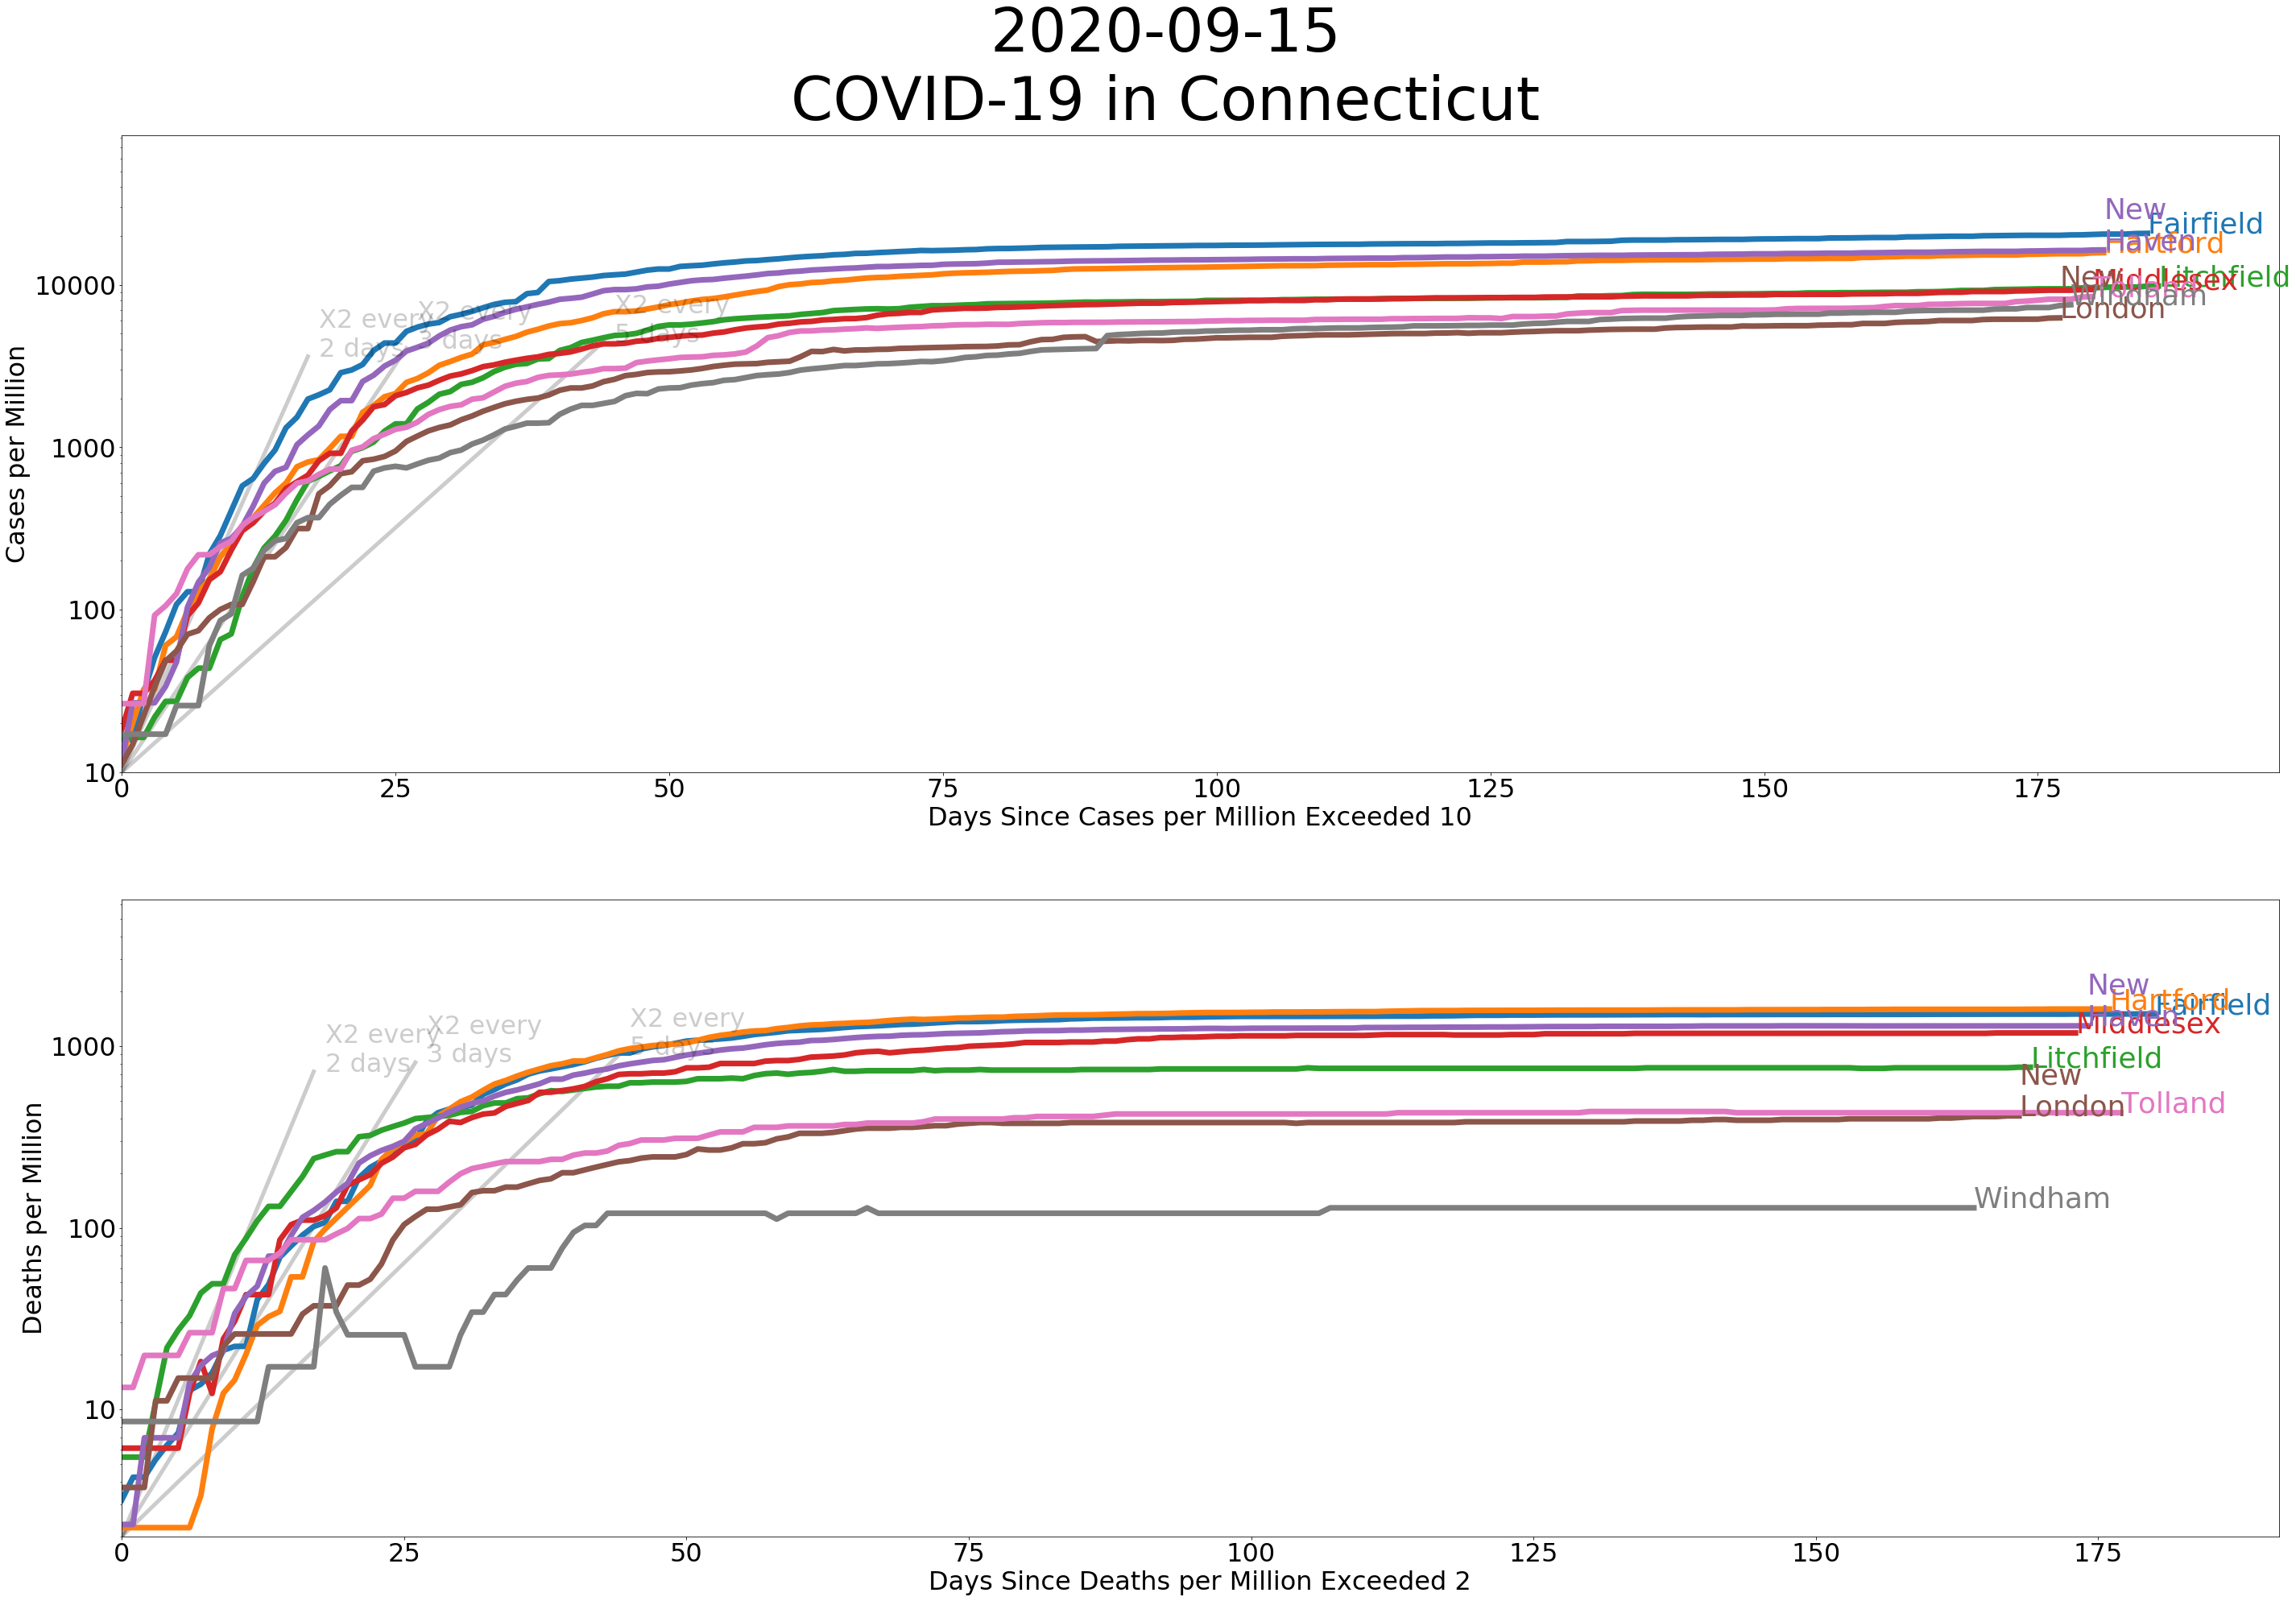 2020-09-15
COVID-19 in Connecticut
Cases per Million
10000
1000
100
10
X2 every
2 days
X2 every
3 days
X2 every
5 days
New
Haven
Fairfield
Hartford
Litchfield
Middlesex
New
London
Tolland
Windham
0 25 50 75 100 125 150 175
Days Since Cases per Million Exceeded 10
Deaths per Million
1000
100
10
X2 every
2 days
X2 every
3 days
X2 every
5 days
New
Haven
Hartford
Fairfield
Middlesex
Litchfield
New
London
Tolland
Windham
0 25 50 75 100 125 150 175
Days Since Deaths per Million Exceeded 2